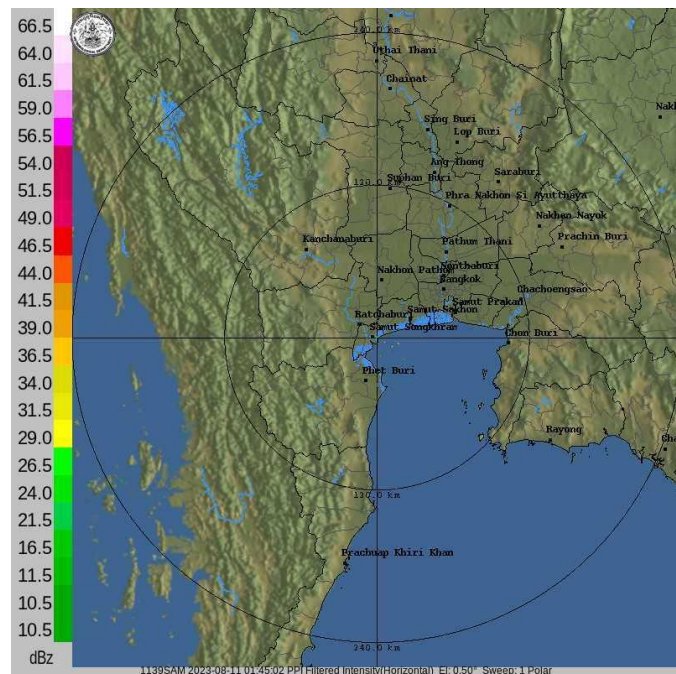 66.5
64.0
61.5
59.0
56.5
54.0
51.5
49.0
46.5
44.0
41.5
39.0
36.5
34.0
31.5
29.0
26.5
24.0
21.5
16.5
11.5
10.5
10.5
dBz
240.0 km
Uthai Thani
Chainat
Nakh
Sing Buri
Lop Buri
Ang Thong
Saraburi
Suphan Buri
120.0 km
Phra Nakhon Si Ayutthaya
Nakhon Nayok
Kanchanaburi
Pathum Thani
Prachin Buri
Nonthaburi
Nakhon Pathom
Bangkok
Chachoengsao
Samut Prakan
Samut Sakhon
Ratchaburi
Samut Songkhram
Chon Buri
Phet Buri
Rayong
Cha
120.0 km
Prachuap Khiri Khan
240.0 km
1139SAM 2023-08-11 01:45:02 PPI Filtered Intensity(Horizontal) El: 0.50° Sweep: 1 Polar